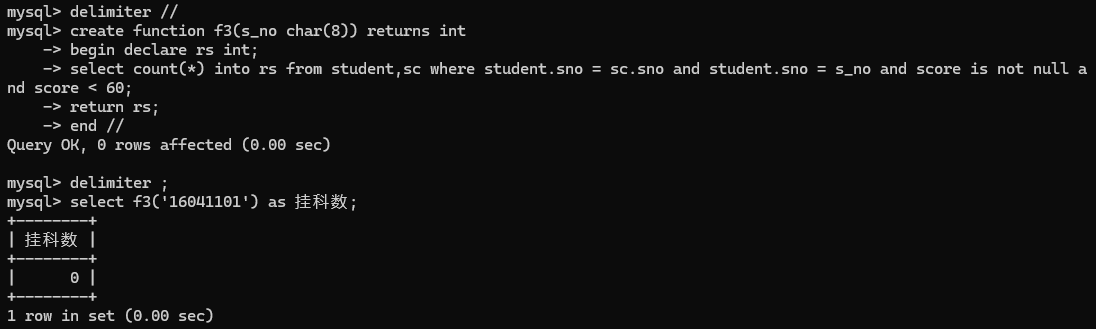 mysql> delimiter //
mysql> create function f3(s_no char(8)) returns int
    -> begin declare rs int;
    -> select count(*) into rs from student,sc where student.sno = sc.sno and student.sno = s_no and score is not null a
nd score < 60;
    -> return rs;
    -> end //
Query OK, 0 rows affected (0.00 sec)

mysql> delimiter ;
mysql> select f3('16041101') as 挂科数;
+--------+
| 挂科数 |
+--------+
|      0 |
+--------+
1 row in set (0.00 sec)